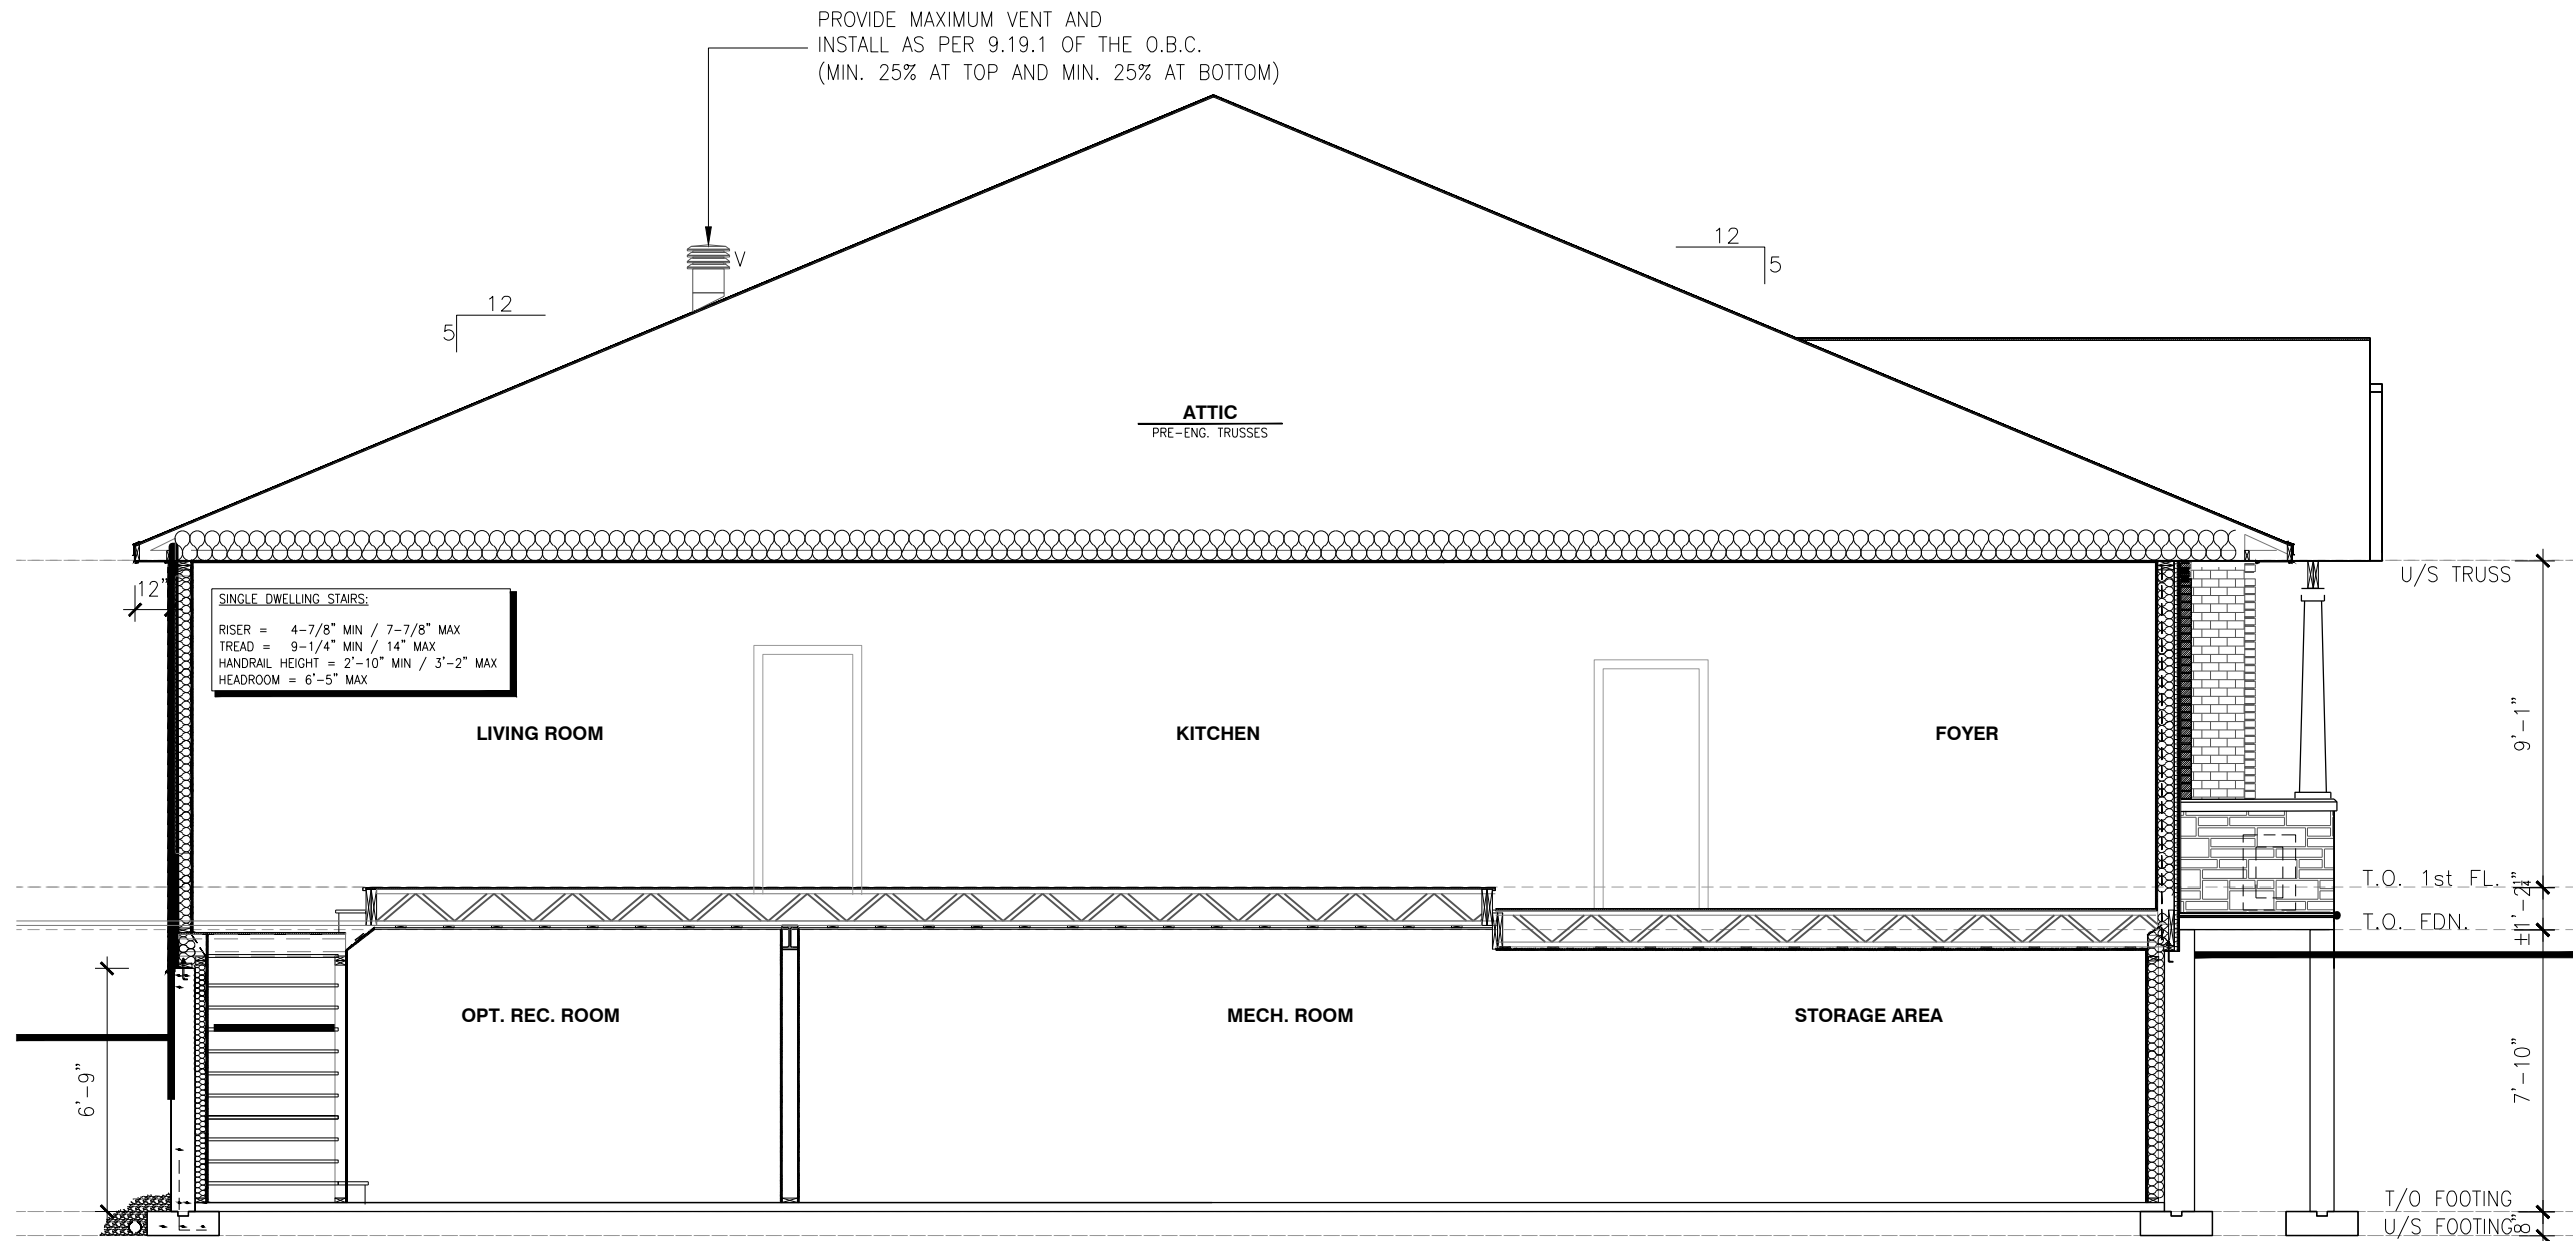 PROVIDE MAXIMUM VENT AND
INSTALL AS PER 9.19.1 OF THE O.B.C.
(MIN. 25% AT TOP AND MIN. 25% AT BOTTOM)
V
12
5
12
5
ATTIC
PRE-ENG. TRUSSES
U/S TRUSS
12"
SINGLE DWELLING STAIRS:
RISER = 4-7/8" MIN / 7-7/8" MAX
TREAD = 9-1/4" MIN / 14" MAX
HANDRAIL HEIGHT = 2'-10" MIN / 3'-2" MAX
HEADROOM = 6'-5" MAX
LIVING ROOM
KITCHEN
FOYER
9'-1"
T.O. 1st FL.
T.O. FDN.
OPT. REC. ROOM
MECH. ROOM
STORAGE AREA
6'-9"
7'-10"
T/O FOOTING
U/S FOOTING
8"